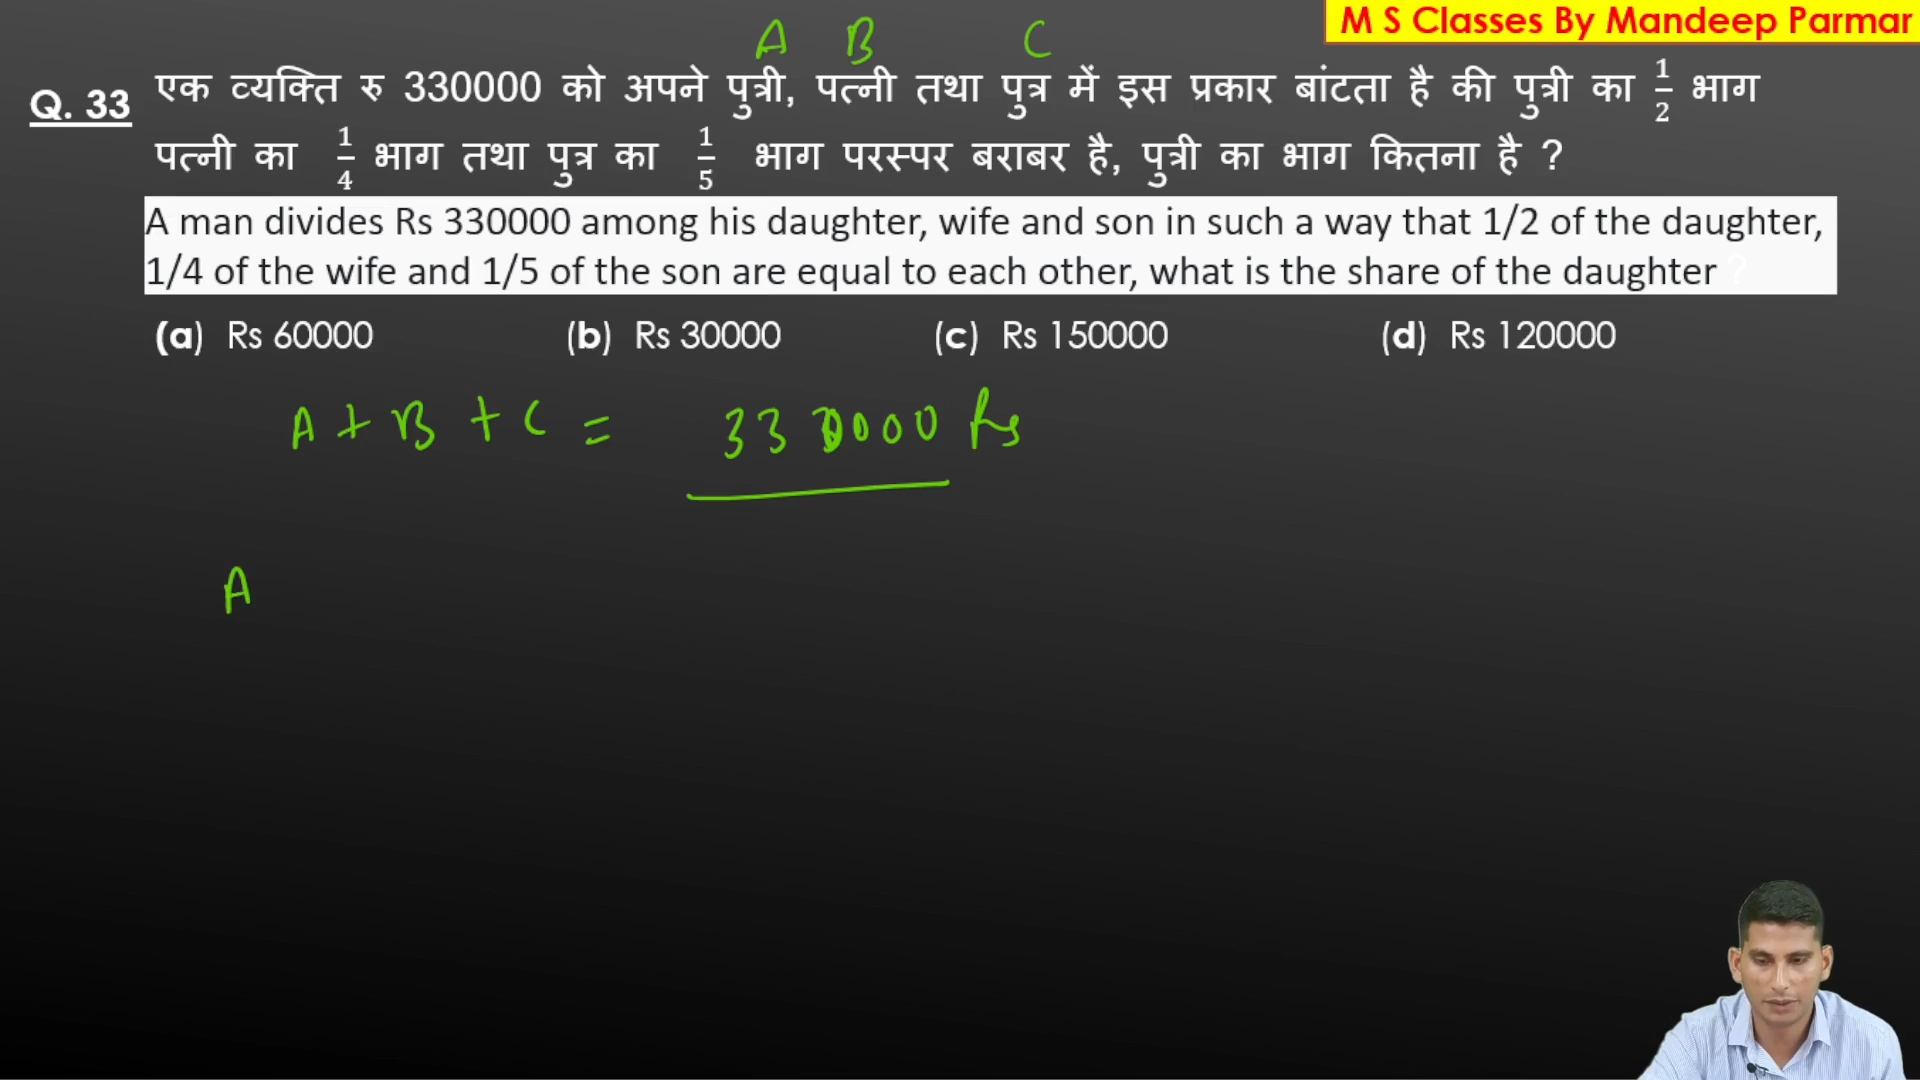 M S Classes By Mandeep Parmar
A B C
Q. 33 एक व्यक्ति रु 330000 को अपने पुत्री, पत्नी तथा पुत्र में इस प्रकार बांटता है की पुत्री का 1/2 भाग
पत्नी का 1/4 भाग तथा पुत्र का 1/5 भाग परस्पर बराबर है, पुत्री का भाग कितना है ?
A man divides Rs 330000 among his daughter, wife and son in such a way that 1/2 of the daughter,
1/4 of the wife and 1/5 of the son are equal to each other, what is the share of the daughter ?
(a) Rs 60000 (b) Rs 30000 (c) Rs 150000 (d) Rs 120000
A + B + C = 330000 Rs
A